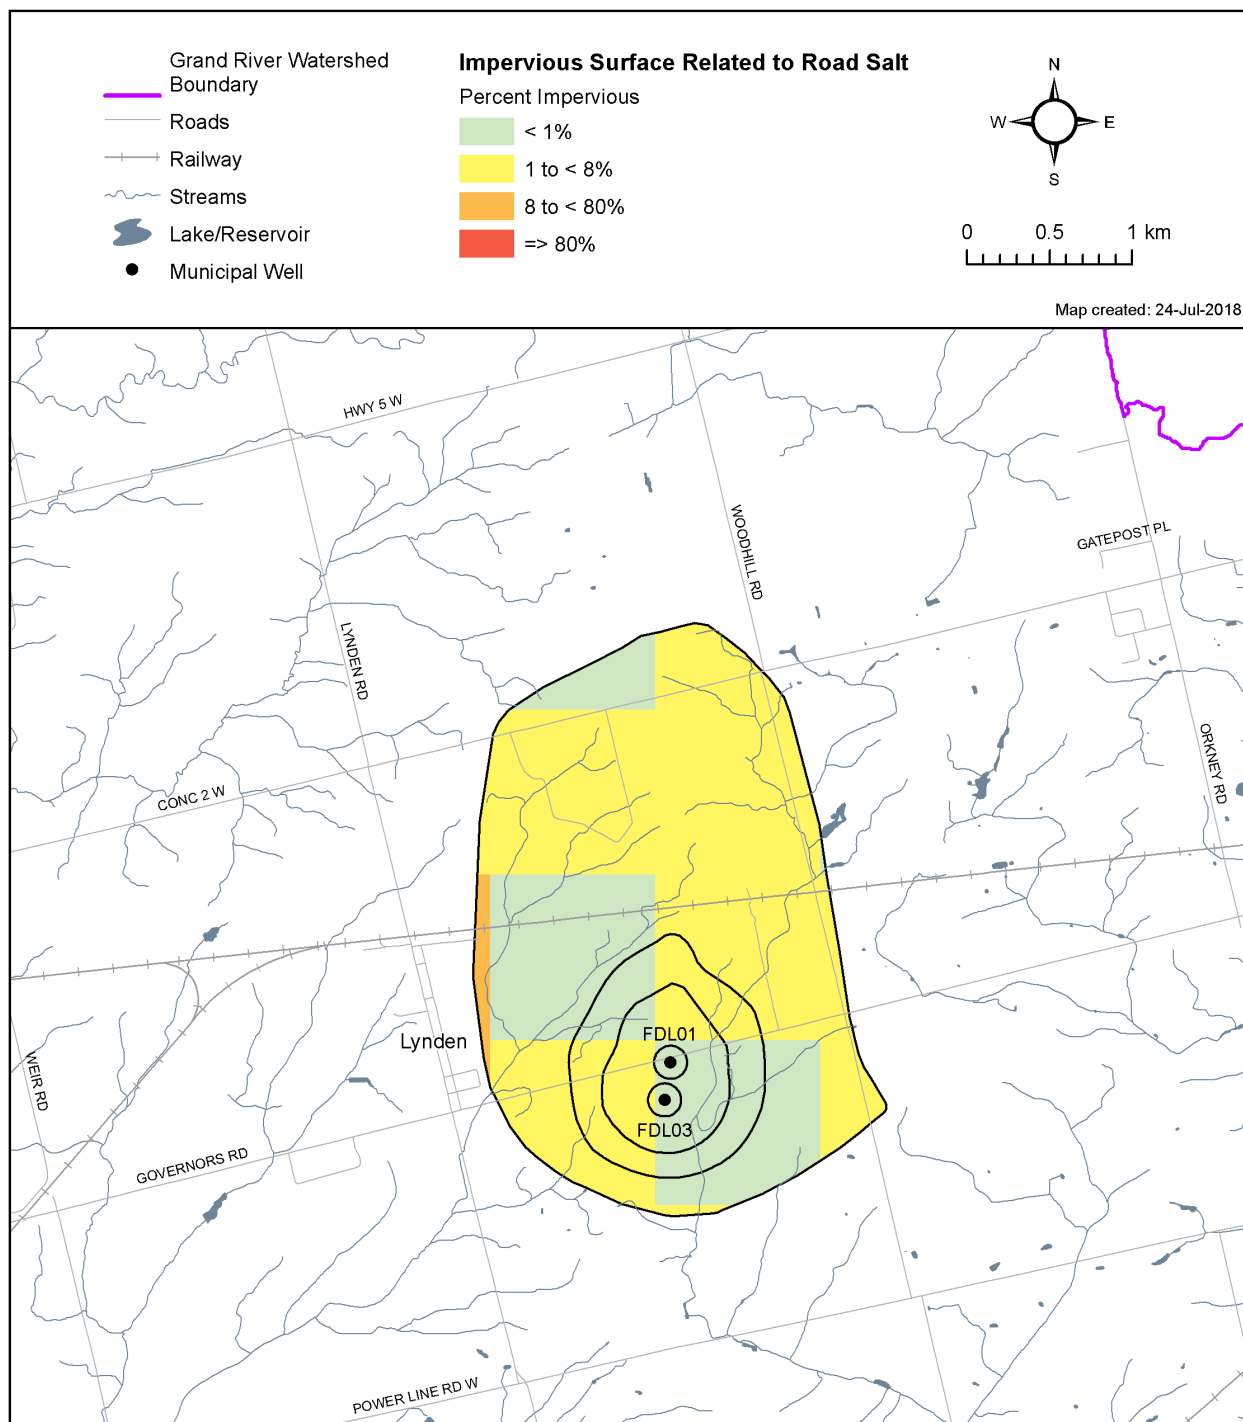 Grand River Watershed
Boundary
Roads
Railway
Streams
Lake/Reservoir
Municipal Well
Impervious Surface Related to Road Salt
Percent Impervious
< 1%
1 to < 8%
8 to < 80%
=> 80%
N
W E
S
0 0.5 1 km
Map created: 24-Jul-2018
HWY 5 W
WOODHILL RD
GATEPOST PL
LYNDEN RD
ORKNEY RD
CONC 2 W
FDL01
Lynden
WEIR RD
FDL03
GOVERNORS RD
POWER LINE RD W